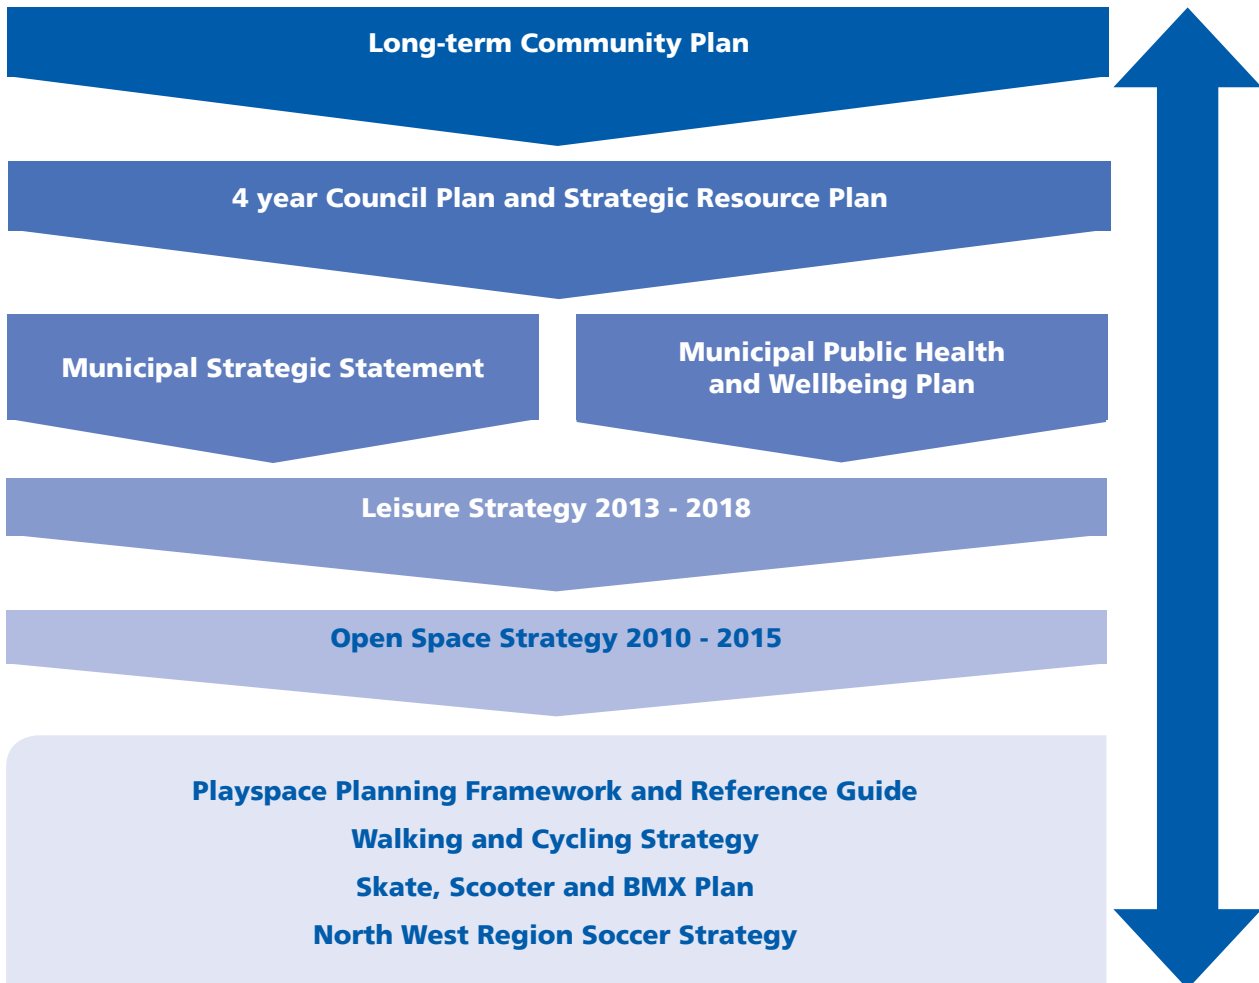 Long-term Community Plan
4 year Council Plan and Strategic Resource Plan
Municipal Strategic Statement
Municipal Public Health
and Wellbeing Plan
Leisure Strategy 2013 - 2018
Open Space Strategy 2010 - 2015
Playspace Planning Framework and Reference Guide
Walking and Cycling Strategy
Skate, Scooter and BMX Plan
North West Region Soccer Strategy